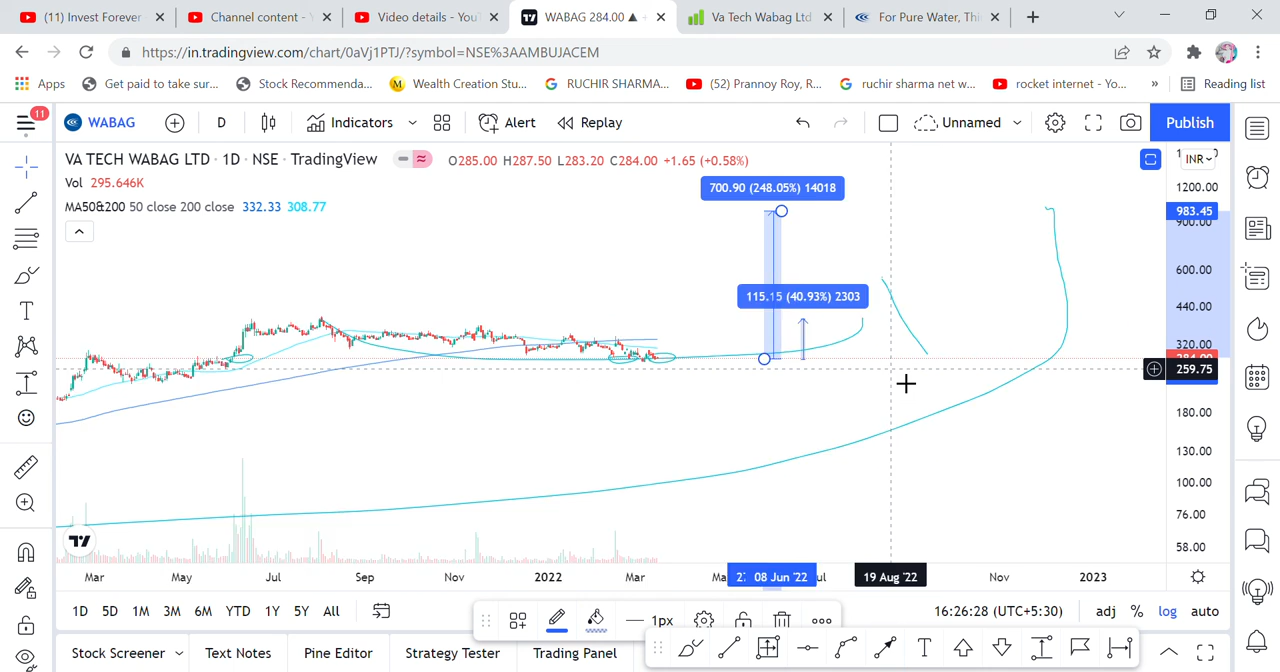 (11) Invest Forever
Channel content - Y
Video details - You
WABAG 284.00 ▲ +
Va Tech Wabag Ltd
For Pure Water, Thi
https://in.tradingview.com/chart/0aVj1PTJ/?symbol=NSE%3AAMBUJACEM
Apps
Get paid to take sur...
Stock Recommenda...
Wealth Creation Stu...
RUCHIR SHARMA...
(52) Prannoy Roy, R...
ruchir sharma net w...
rocket internet - Yo...
»
Reading list
11
WABAG
D
Indicators
Alert
Replay
Unnamed
Publish
VA TECH WABAG LTD · 1D · NSE · TradingView
O285.00 H287.50 L283.20 C284.00 +1.65 (+0.58%)
INR
Vol 295.646K
MA50&200 50 close 200 close 332.33 308.77
700.90 (248.05%) 14018
115.15 (40.93%) 2303
1200.00
983.45
900.00
600.00
440.00
320.00
284.00
259.75
180.00
130.00
100.00
76.00
58.00
Mar May Jul Sep Nov 2022 Mar 08 Jun '22 19 Aug '22 Nov 2023
1D 5D 1M 3M 6M YTD 1Y 5Y All
1px
16:26:28 (UTC+5:30)
adj % log auto
Stock Screener
Text Notes
Pine Editor
Strategy Tester
Trading Panel